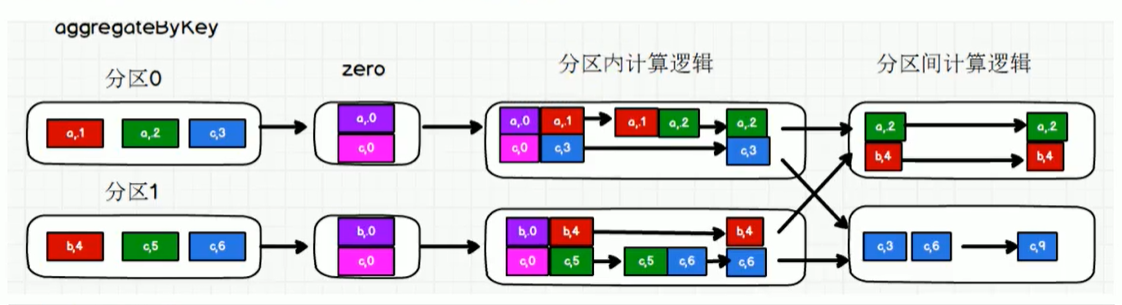 aggregateByKey
分区0
zero
分区内计算逻辑
分区间计算逻辑
a,1 a,2 c,3
a,0
c,0
a,0 a,1 a,1 a,2 a,2
c,0 c,3 c,3
a,2 a,2
b,4 b,4
分区1
b,4 c,5 c,6
b,0
c,0
b,0 b,4 b,4
c,0 c,5 c,5 c,6 c,6
c,3 c,6 c,9